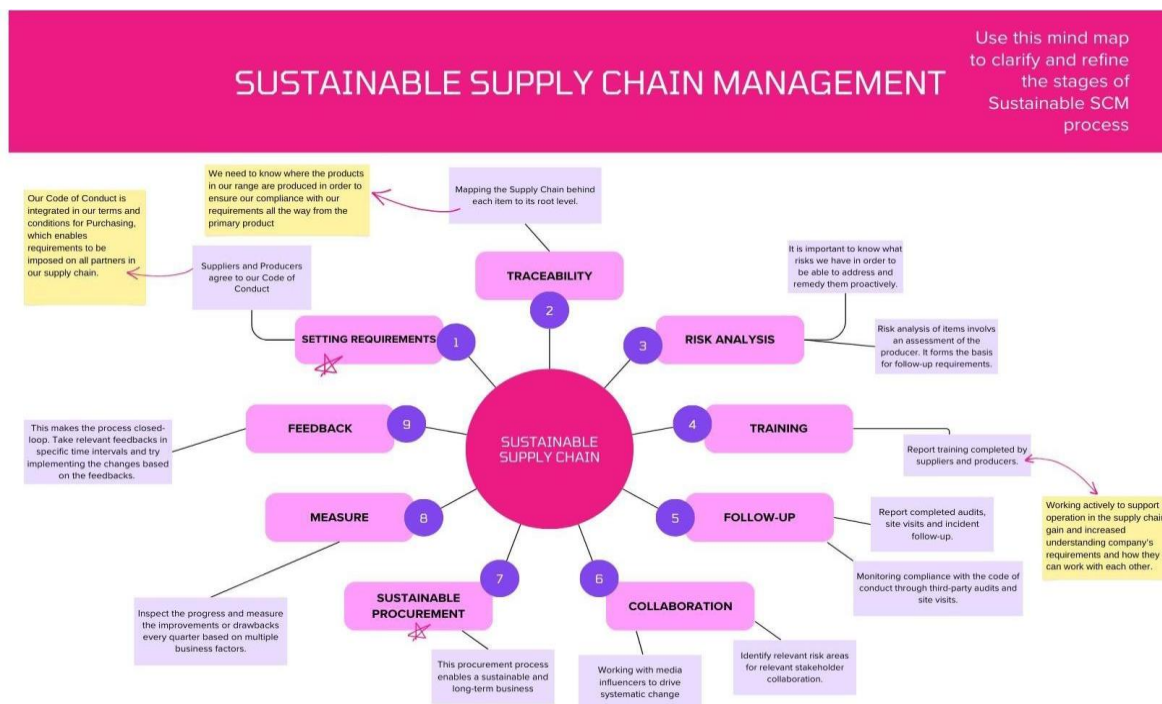 SUSTAINABLE SUPPLY CHAIN MANAGEMENT
Use this mind map
to clarify and refine
the stages of
Sustainable SCM
process
Our Code of Conduct is
integrated in our terms and
conditions for Purchasing,
which enables
requirements to be
imposed on all partners in
our supply chain.
We need to know where the products
in our range are produced in order to
ensure our compliance with our
requirements all the way from the
primary product
Mapping the Supply Chain behind
each item to its root level.
Suppliers and Producers
agree to our Code of
Conduct
SETTING REQUIREMENTS
1
TRACEABILITY
2
It is important to know what
risks we have in order to
be able to address and
remedy them proactively.
3
RISK ANALYSIS
Risk analysis of items involvs
an assessment of the
producer. It forms the basis
for follow-up requirements.
SUSTAINABLE
SUPPLY CHAIN
4
TRAINING
Report training completed by
suppliers and producers.
Working actively to support
operation in the supply chain
gain and increased
understanding company's
requirements and how they
can work with each other.
5
FOLLOW-UP
Report completed audits,
site visits and incident
follow-up.
Monitoring compliance with the code of
conduct through third-party audits and
site visits.
6
COLLABORATION
Identify relevant risk areas
for relevant stakeholder
collaboration.
Working with media
influencers to drive
systematic change
7
SUSTAINABLE
PROCUREMENT
This procurement process
enables a sustainable and
long-term business
MEASURE
8
Inspect the progress and measure
the improvements or drawbacks
every quarter based on multiple
business factors.
FEEDBACK
9
This makes the process closed-
loop. Take relevant feedbacks in
specific time intervals and try
implementing the changes based
on the feedbacks.